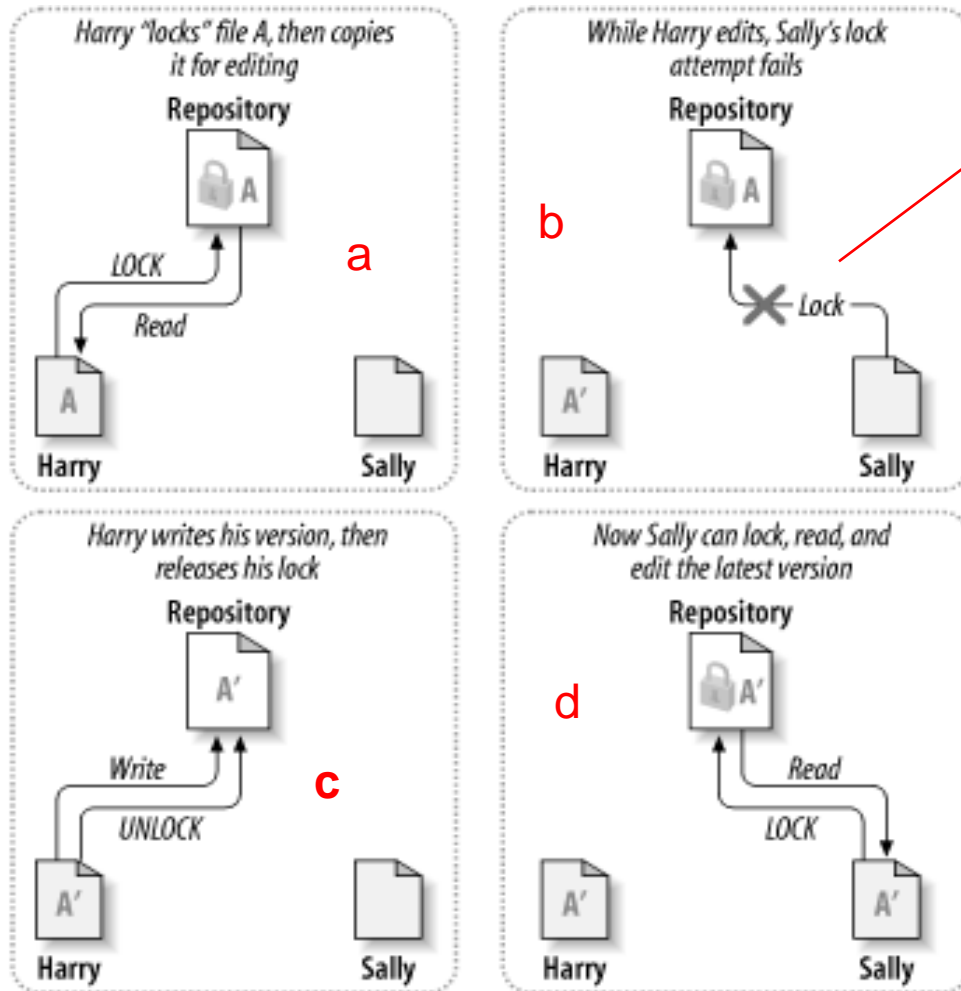 Harry “locks” file A, then copies
it for editing
Repository
A
a
LOCK
Read
A
Harry
Sally
While Harry edits, Sally’s lock
attempt fails
Repository
A
b
Lock
A′
Harry
Sally
Harry writes his version, then
releases his lock
Repository
A′
Write
c
UNLOCK
A′
Harry
Sally
Now Sally can lock, read, and
edit the latest version
Repository
A′
d
Read
LOCK
A′
A′
Harry
Sally